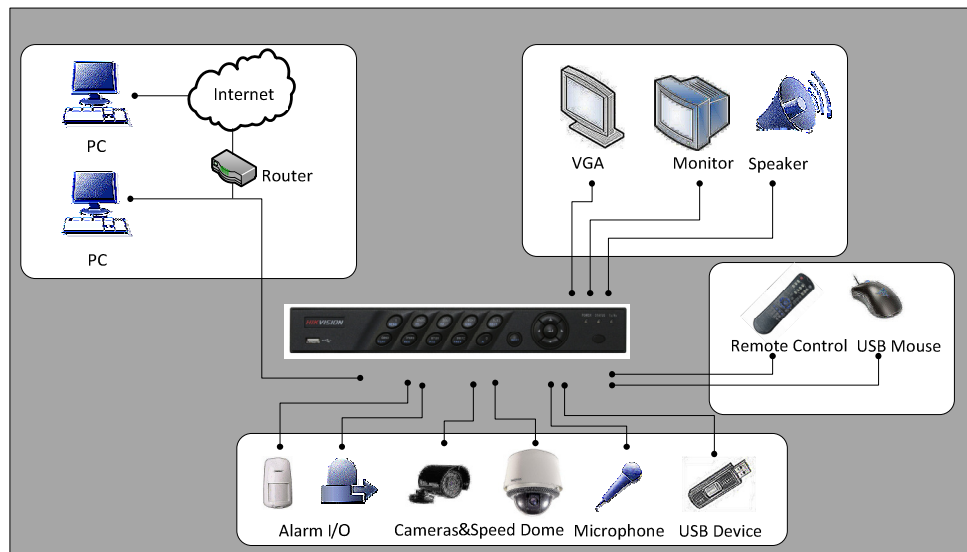 Internet
PC
Router
PC
VGA
Monitor
Speaker
HIKVISION
Remote Control
USB Mouse
Alarm I/O
Cameras&Speed Dome
Microphone
USB Device